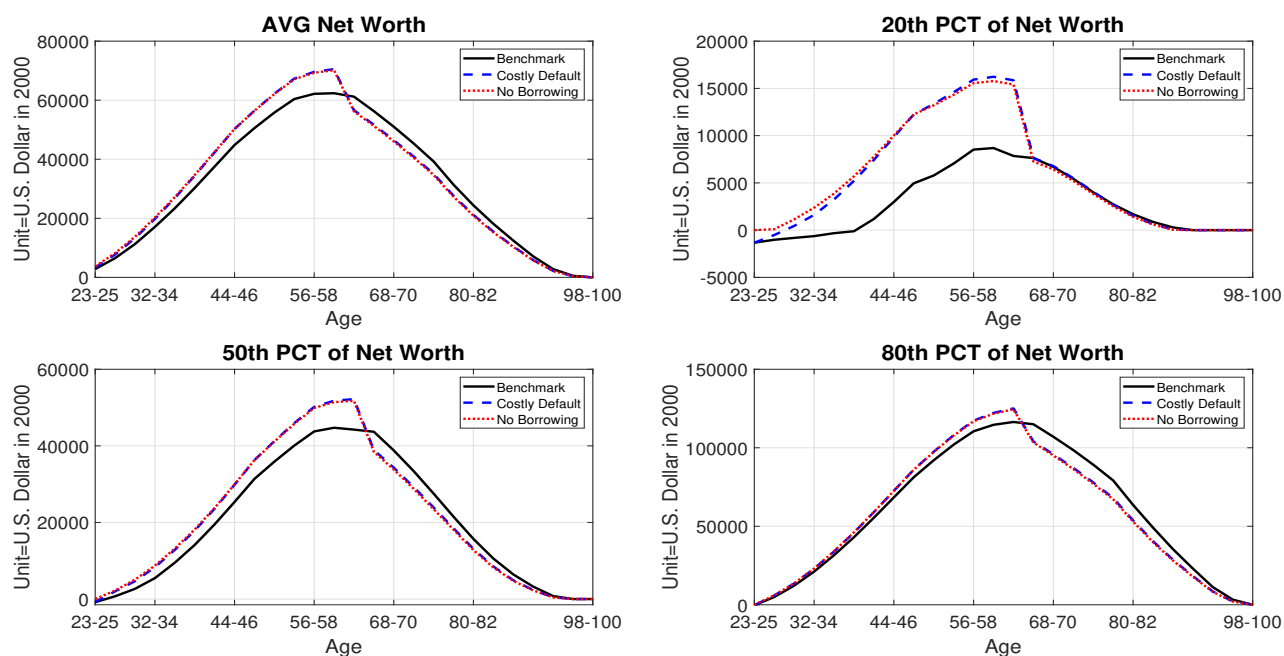 AVG Net Worth
Unit=U.S. Dollar in 2000
80000
60000
40000
20000
0
23-25 32-34 44-46 56-58 68-70 80-82 98-100
Age
Benchmark
Costly Default
No Borrowing
20th PCT of Net Worth
Unit=U.S. Dollar in 2000
20000
15000
10000
5000
0
-5000
23-25 32-34 44-46 56-58 68-70 80-82 98-100
Age
Benchmark
Costly Default
No Borrowing
50th PCT of Net Worth
Unit=U.S. Dollar in 2000
60000
40000
20000
0
23-25 32-34 44-46 56-58 68-70 80-82 98-100
Age
Benchmark
Costly Default
No Borrowing
80th PCT of Net Worth
Unit=U.S. Dollar in 2000
150000
100000
50000
0
23-25 32-34 44-46 56-58 68-70 80-82 98-100
Age
Benchmark
Costly Default
No Borrowing